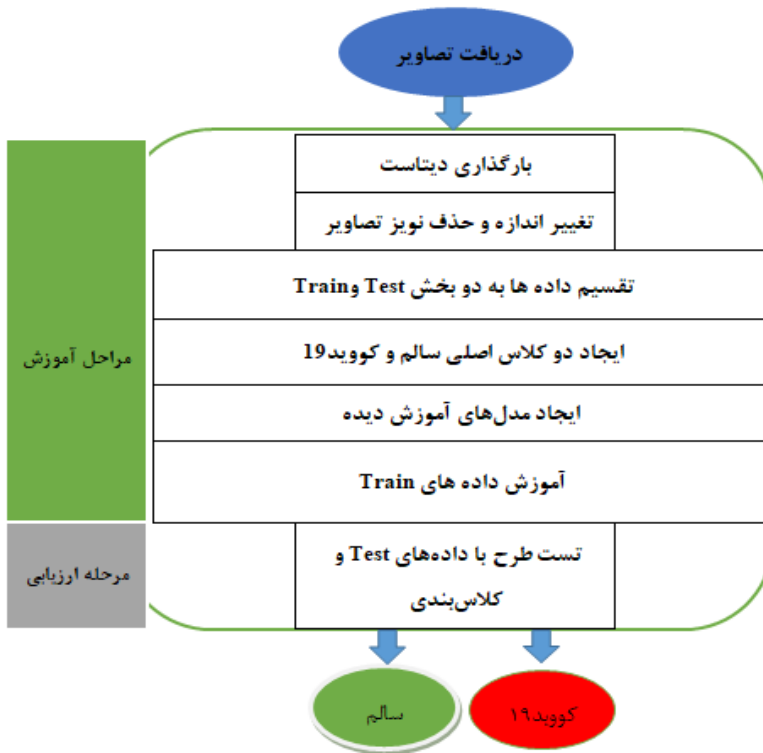 دریافت تصاویر
بارگذاری دیتاست
تغییر اندازه و حذف نویز تصاویر
تقسیم داده ها به دو بخش Test وTrain
ایجاد دو کلاس اصلی سالم و کووید19
ایجاد مدل‌های آموزش دیده
آموزش داده های Train
مراحل آموزش
تست طرح با داده‌های Test و
کلاس‌بندی
مرحله ارزیابی
کووید۱۹
سالم